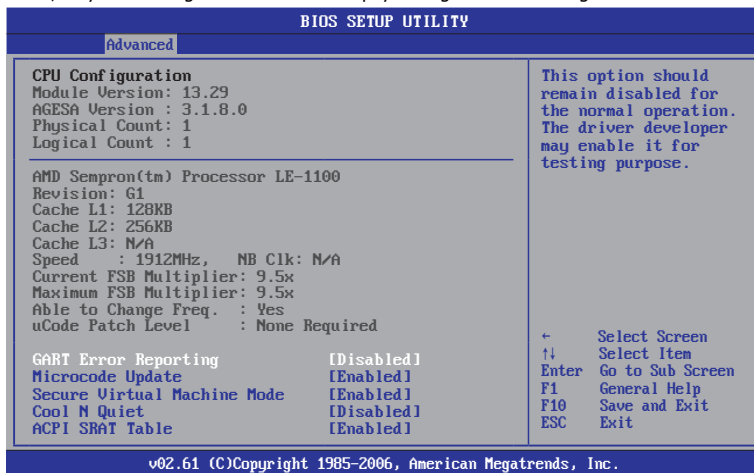 BIOS SETUP UTILITY
Advanced
CPU Configuration
Module Version: 13.29
AGESA Version : 3.1.8.0
Physical Count: 1
Logical Count : 1
AMD Sempron(tm) Processor LE-1100
Revision: G1
Cache L1: 128KB
Cache L2: 256KB
Cache L3: N/A
Speed : 1912MHz, NB Clk: N/A
Current FSB Multiplier: 9.5x
Maximum FSB Multiplier: 9.5x
Able to Change Freq. : Yes
uCode Patch Level : None Required
GART Error Reporting [Disabled]
Microcode Update [Enabled]
Secure Virtual Machine Mode [Enabled]
Cool N Quiet [Disabled]
ACPI SRAT Table [Enabled]
This option should
remain disabled for
the normal operation.
The driver developer
may enable it for
testing purpose.
← Select Screen
↑↓ Select Item
Enter Go to Sub Screen
F1 General Help
F10 Save and Exit
ESC Exit
v02.61 (C)Copyright 1985-2006, American Megatrends, Inc.